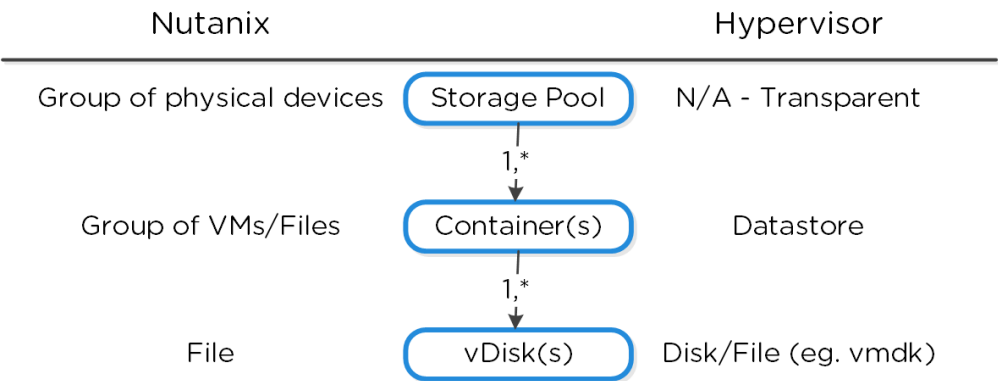 Nutanix Hypervisor
Group of physical devices Storage Pool N/A - Transparent
1,*
Group of VMs/Files Container(s) Datastore
1,*
File vDisk(s) Disk/File (eg. vmdk)